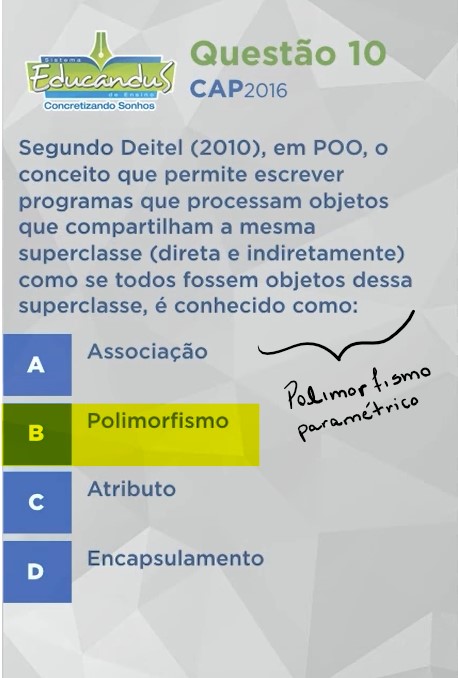 Sistema
Educandus
de Ensino
Concretizando Sonhos
Questão 10
CAP2016
Segundo Deitel (2010), em POO, o
conceito que permite escrever
programas que processam objetos
que compartilham a mesma
superclasse (direta e indiretamente)
como se todos fossem objetos dessa
superclasse, é conhecido como:
A Associação
B Polimorfismo
C Atributo
D Encapsulamento
Polimorfismo
paramétrico